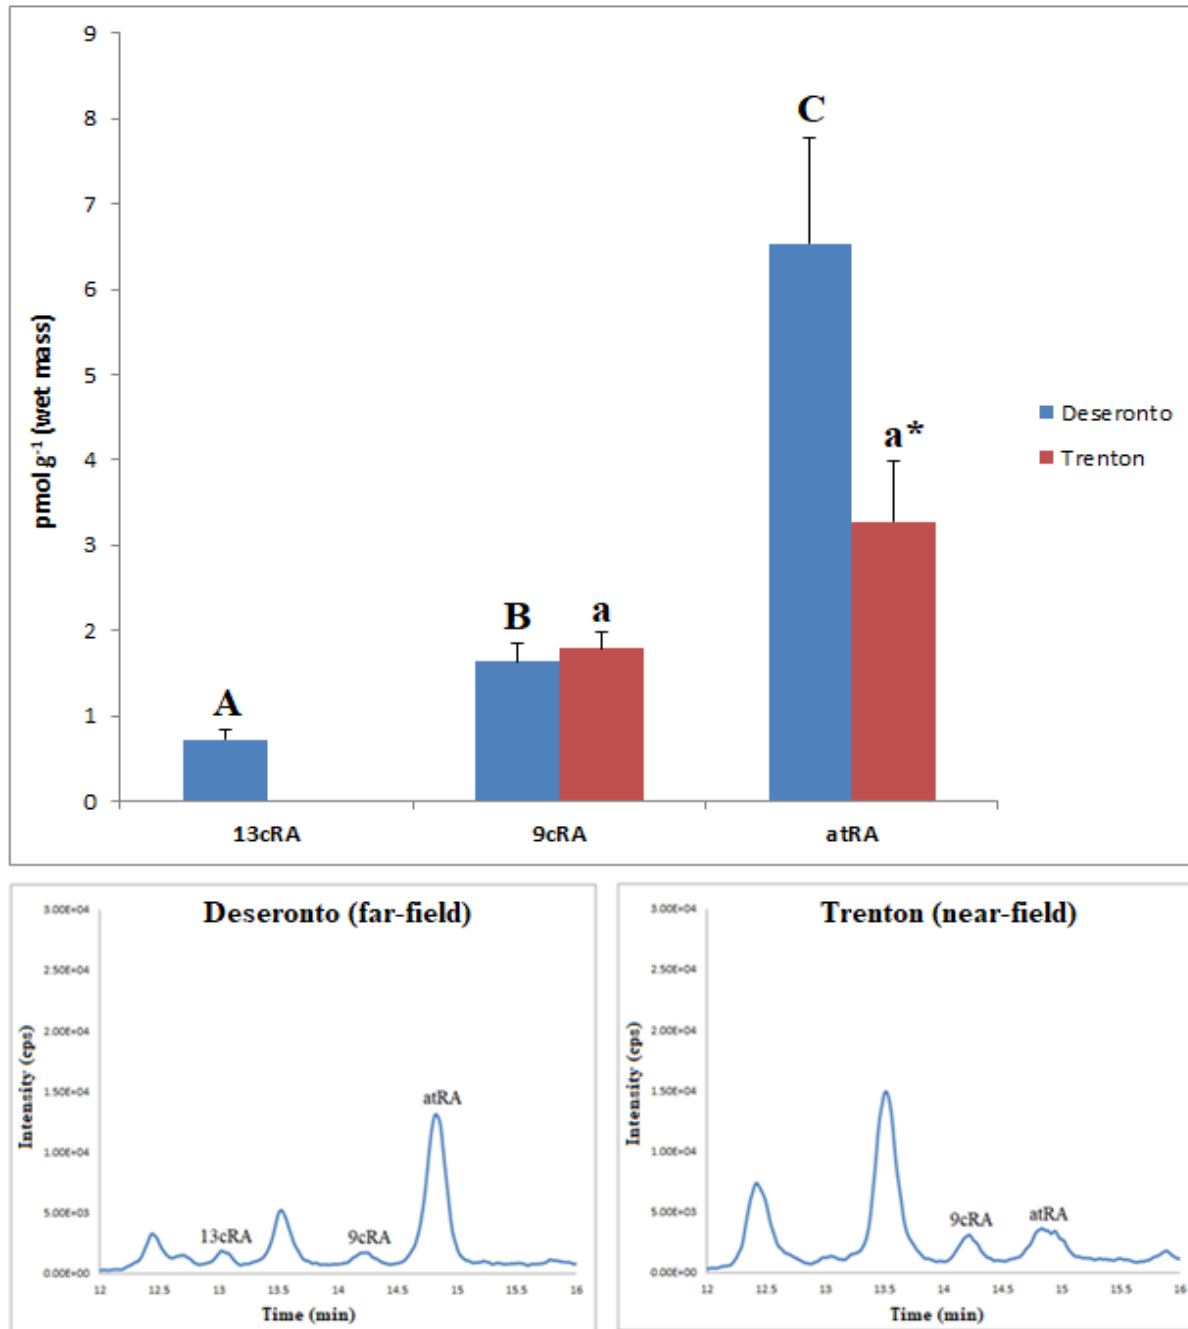 9
8
7
6
5
4
3
2
1
0
pmol g⁻¹ (wet mass)
A
B
a
C
a*
13cRA
9cRA
atRA
Deseronto
Trenton
Deseronto (far-field)
3.00E+04
2.50E+04
2.00E+04
1.50E+04
1.00E+04
5.00E+03
0.00E+00
Intensity (cps)
13cRA
9cRA
atRA
12 12.5 13 13.5 14 14.5 15 15.5 16
Time (min)
Trenton (near-field)
3.00E+04
2.50E+04
2.00E+04
1.50E+04
1.00E+04
5.00E+03
0.00E+00
Intensity (cps)
9cRA
atRA
12 12.5 13 13.5 14 14.5 15 15.5 16
Time (min)